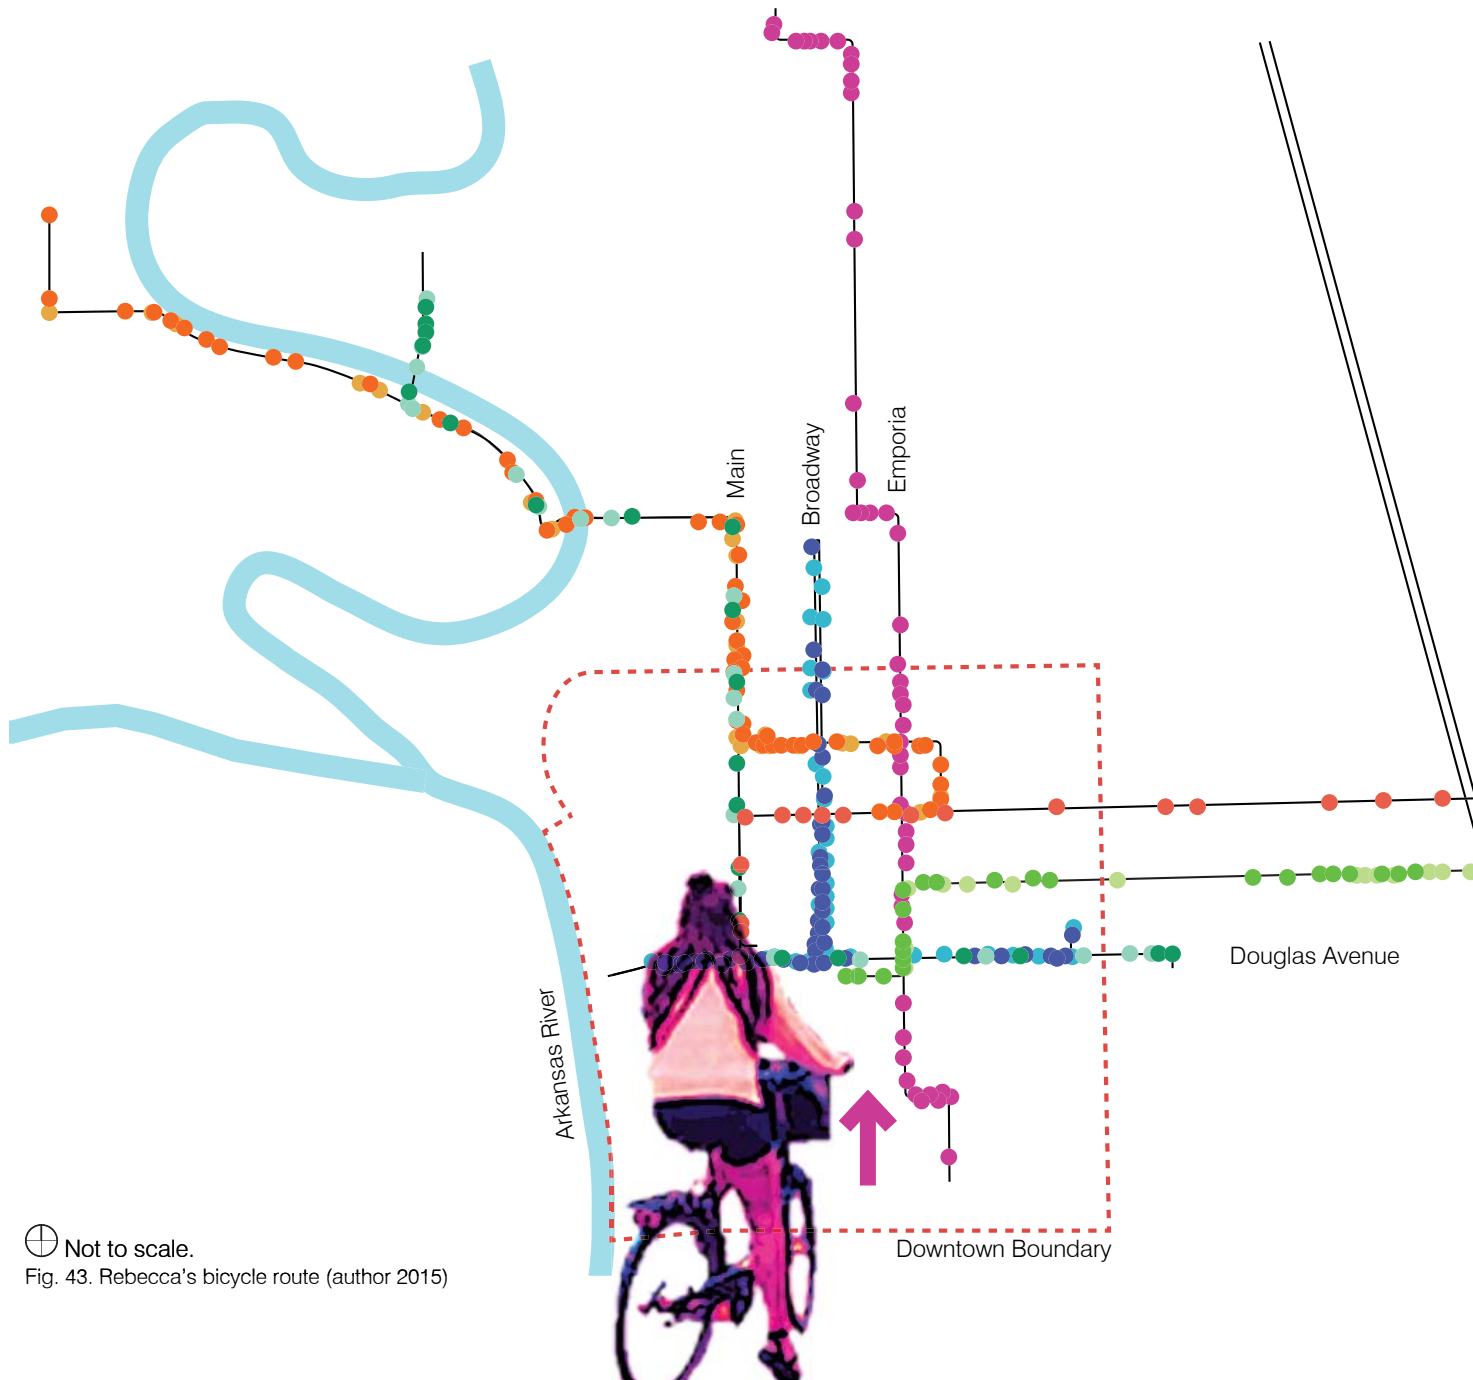 Main
Broadway
Emporia
Douglas Avenue
Arkansas River
Downtown Boundary
Not to scale.
Fig. 43. Rebecca's bicycle route (author 2015)